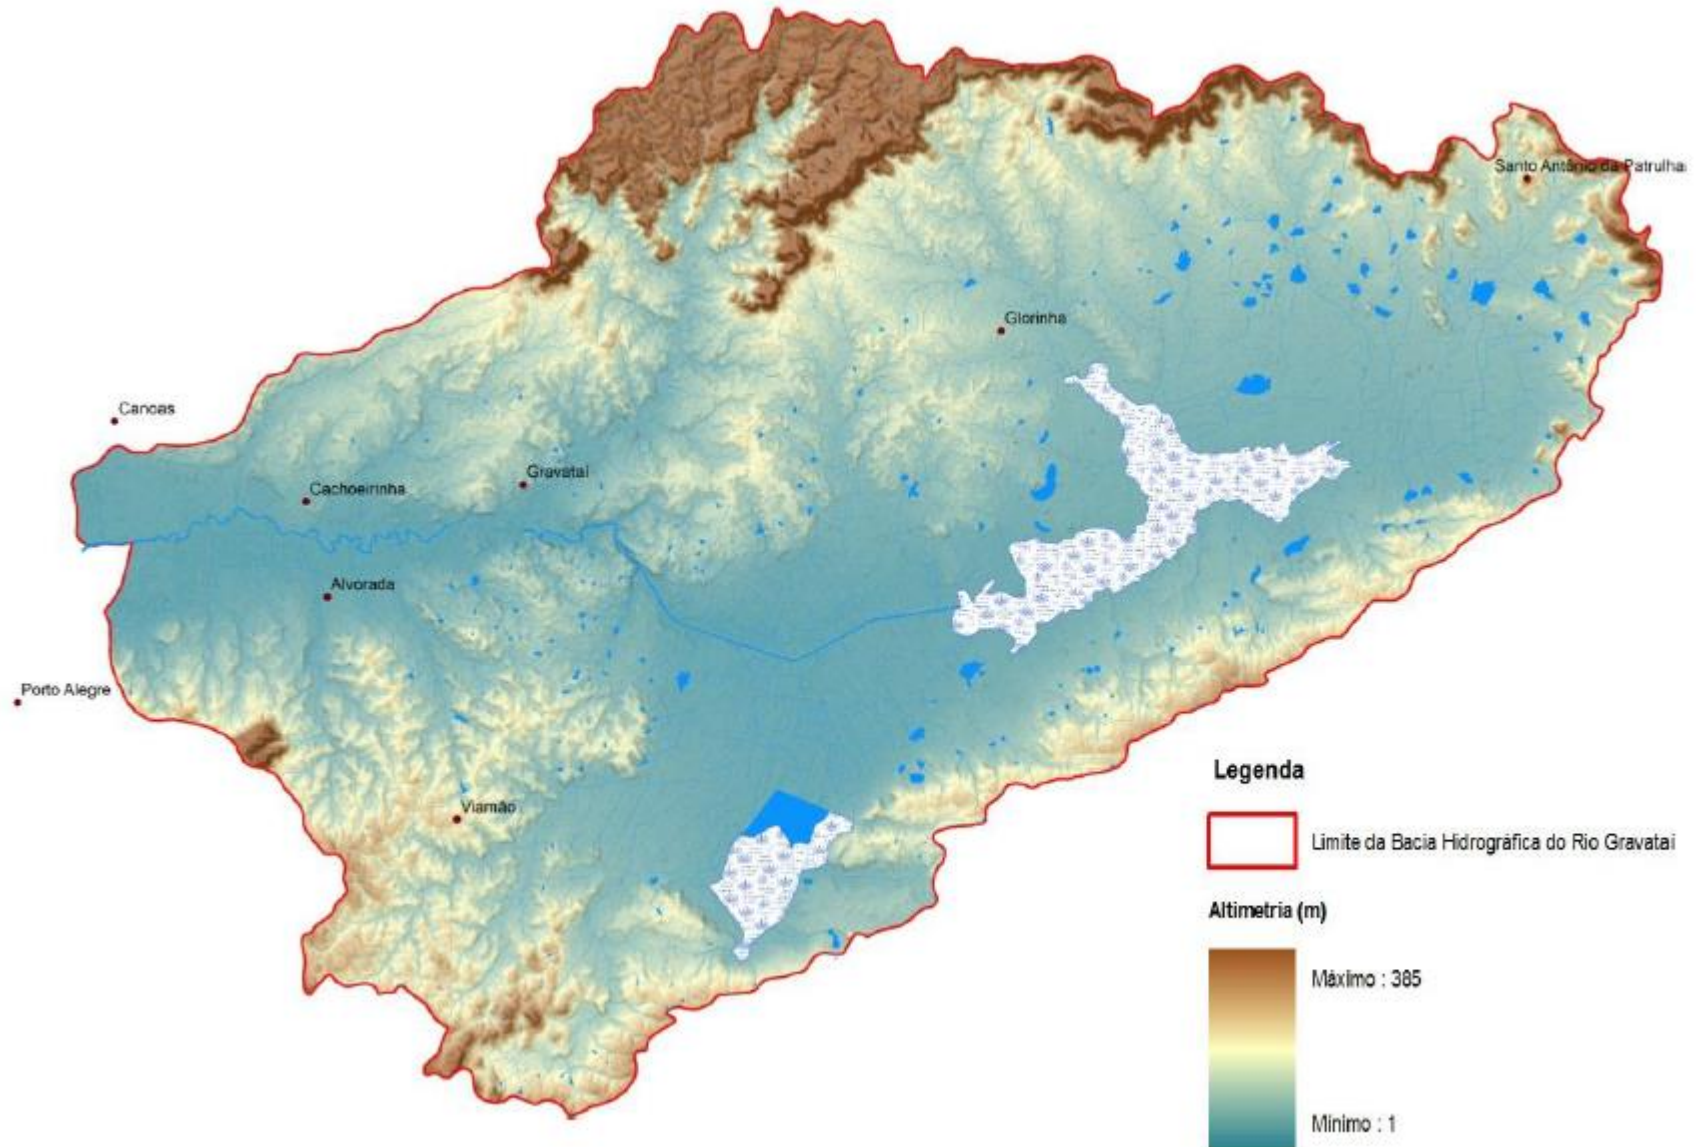 Santo Antônio da Patrulha
Glorinha
Canoas
Gravataí
Cachoeirinha
Alvorada
Porto Alegre
Viamão
Legenda
Limite da Bacia Hidrográfica do Rio Gravataí
Altimetria (m)
Máximo : 385
Mínimo : 1